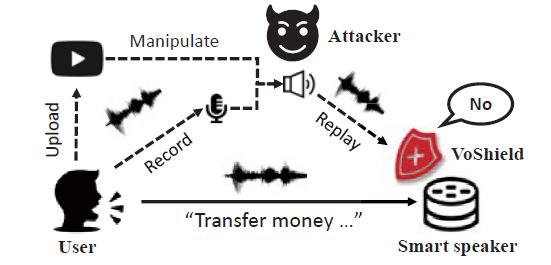 Manipulate
Attacker
Upload
Record
Replay
No
VoShield
"Transfer money ..."
User
Smart speaker